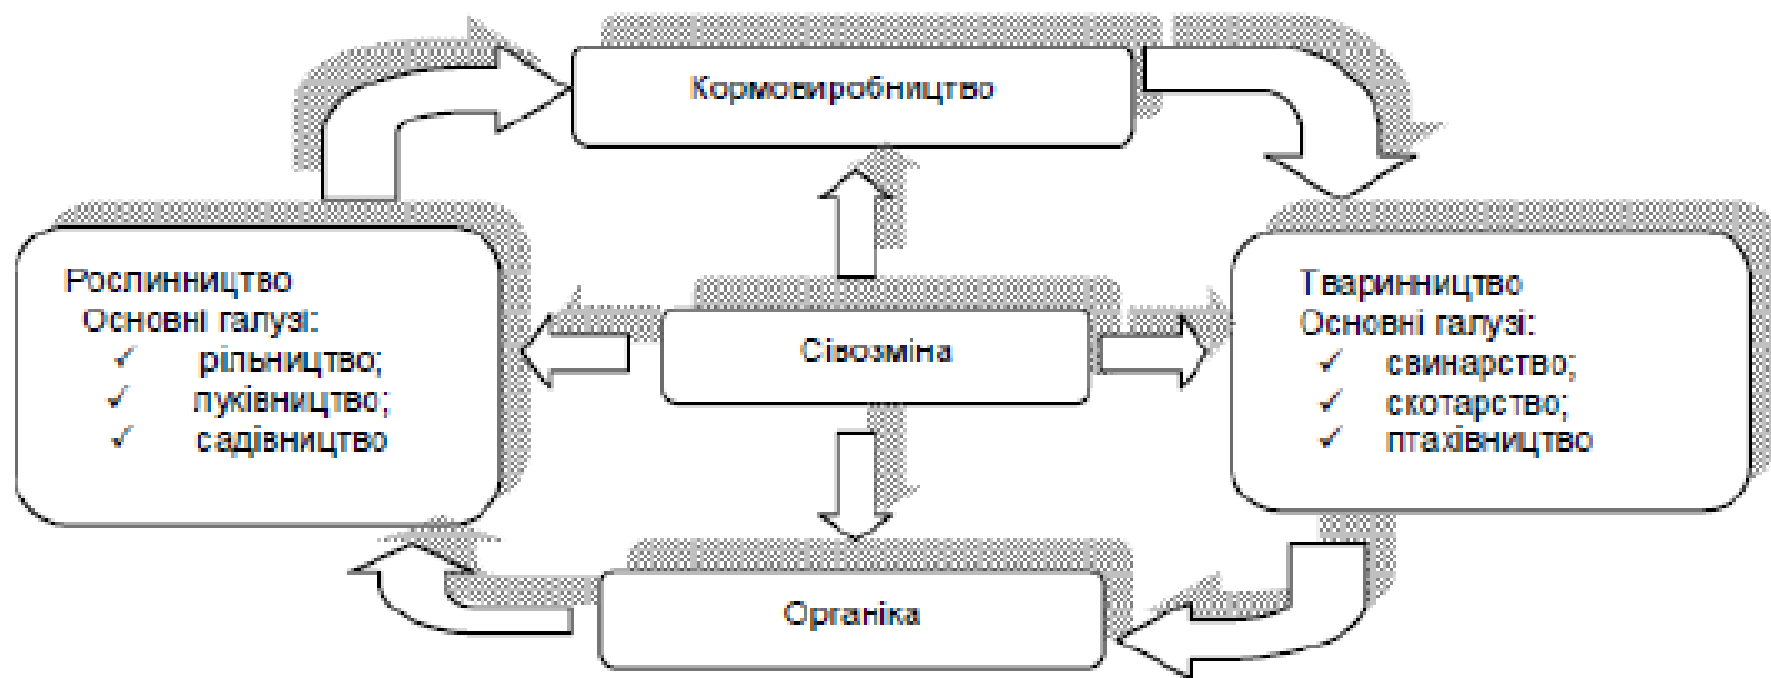 Кормовиробництво
Рослинництво
Основні галузі:
✓ рільництво;
✓ луківництво;
✓ садівництво
Сівозміна
Тваринництво
Основні галузі:
✓ свинарство;
✓ скотарство;
✓ птахівництво
Органіка